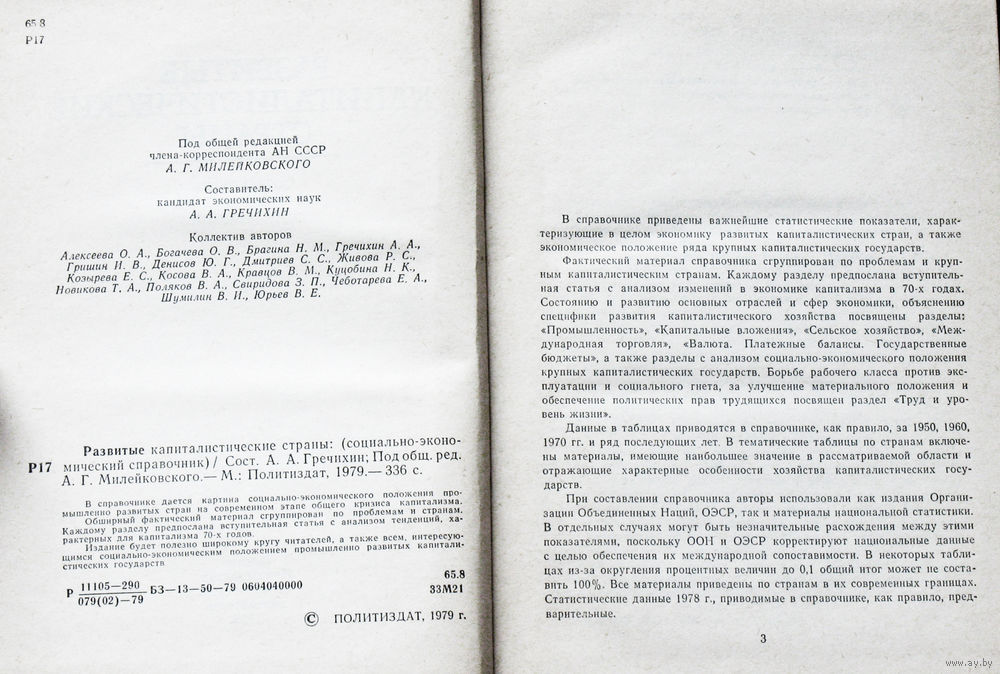 65.8
Р17
Под общей редакцией
члена-корреспондента АН СССР
А. Г. МИЛЕЙКОВСКОГО
Составитель:
кандидат экономических наук
А. А. ГРЕЧИХИН
Коллектив авторов
Алексеева О. А., Богачева О. В., Брагина Н. М., Гречихин А. А.,
Гришин И. В., Денисов Ю. Г., Дмитриев С. С., Живова Р. С.,
Козырева Е. С., Косова В. А., Кравцов В. М., Куцобина Н. К.,
Новикова Т. А., Поляков В. А., Свиридова З. П., Чеботарева Е. А.,
Шумилин В. И., Юрьев В. Е.
Развитые капиталистические страны: (социально-эконо-
Р17 мический справочник) / Сост. А. А. Гречихин; Под общ. ред.
А. Г. Милейковского.— М.: Политиздат, 1979.— 336 с.
В справочнике дается картина социально-экономического положения про-
мышленно развитых стран на современном этапе общего кризиса капитализма.
Обширный фактический материал сгруппирован по проблемам и странам.
Каждому разделу предпослана вступительная статья с анализом тенденций, ха-
рактерных для капитализма 70-х годов.
Издание будет полезно широкому кругу читателей, а также всем, интересую-
щимся социально-экономическим положением промышленно развитых капитали-
стических государств
Р 11105—290
079(02)—79 БЗ—13—50—79 0604040000
65.8
33М21
© ПОЛИТИЗДАТ, 1979 г.
В справочнике приведены важнейшие статистические показатели, харак-
теризующие в целом экономику развитых капиталистических стран, а также
экономическое положение ряда крупных капиталистических государств.
Фактический материал справочника сгруппирован по проблемам и круп-
ным капиталистическим странам. Каждому разделу предпослана вступитель-
ная статья с анализом изменений в экономике капитализма в 70-х годах.
Состоянию и развитию основных отраслей и сфер экономики, объяснению
специфики развития капиталистического хозяйства посвящены разделы:
«Промышленность», «Капитальные вложения», «Сельское хозяйство», «Меж-
дународная торговля», «Валюта. Платежные балансы. Государственные
бюджеты», а также разделы с анализом социально-экономического положения
крупных капиталистических государств. Борьбе рабочего класса против экс-
плуатации и социального гнета, за улучшение материального положения и
обеспечение политических прав трудящихся посвящен раздел «Труд и уро-
вень жизни».
Данные в таблицах приводятся в справочнике, как правило, за 1950, 1960,
1970 гг. и ряд последующих лет. В тематические таблицы по странам включе-
ны материалы, имеющие наибольшее значение в рассматриваемой области и
отражающие характерные особенности хозяйства капиталистических госу-
дарств.
При составлении справочника авторы использовали как издания Органи-
зации Объединенных Наций, ОЭСР, так и материалы национальной статистики.
В отдельных случаях могут быть незначительные расхождения между этими
показателями, поскольку ООН и ОЭСР корректируют национальные данные
с целью обеспечения их международной сопоставимости. В некоторых табли-
цах из-за округления процентных величин до 0,1 общий итог может не соста-
вить 100%. Все материалы приведены по странам в их современных границах.
Статистические данные 1978 г., приводимые в справочнике, как правило, пред-
варительные.
3
www.ay.by